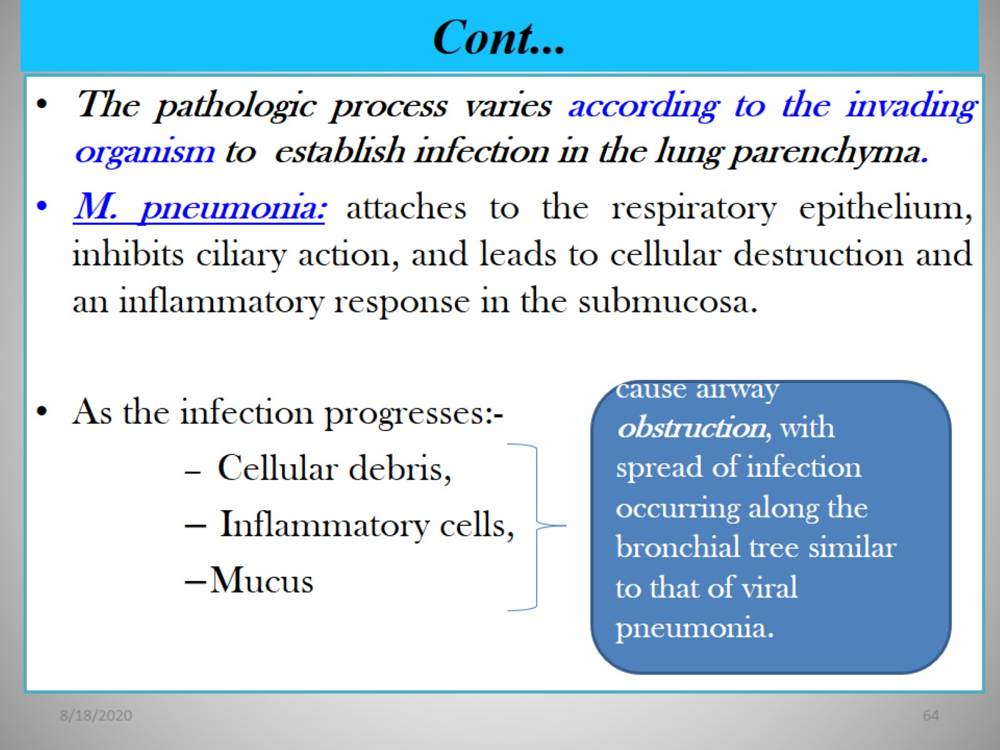 Cont...
• The pathologic process varies according to the invading
organism to establish infection in the lung parenchyma.
• M. pneumonia: attaches to the respiratory epithelium,
inhibits ciliary action, and leads to cellular destruction and
an inflammatory response in the submucosa.
• As the infection progresses:-
– Cellular debris,
– Inflammatory cells,
–Mucus
cause airway
obstruction, with
spread of infection
occurring along the
bronchial tree similar
to that of viral
pneumonia.
8/18/2020
64